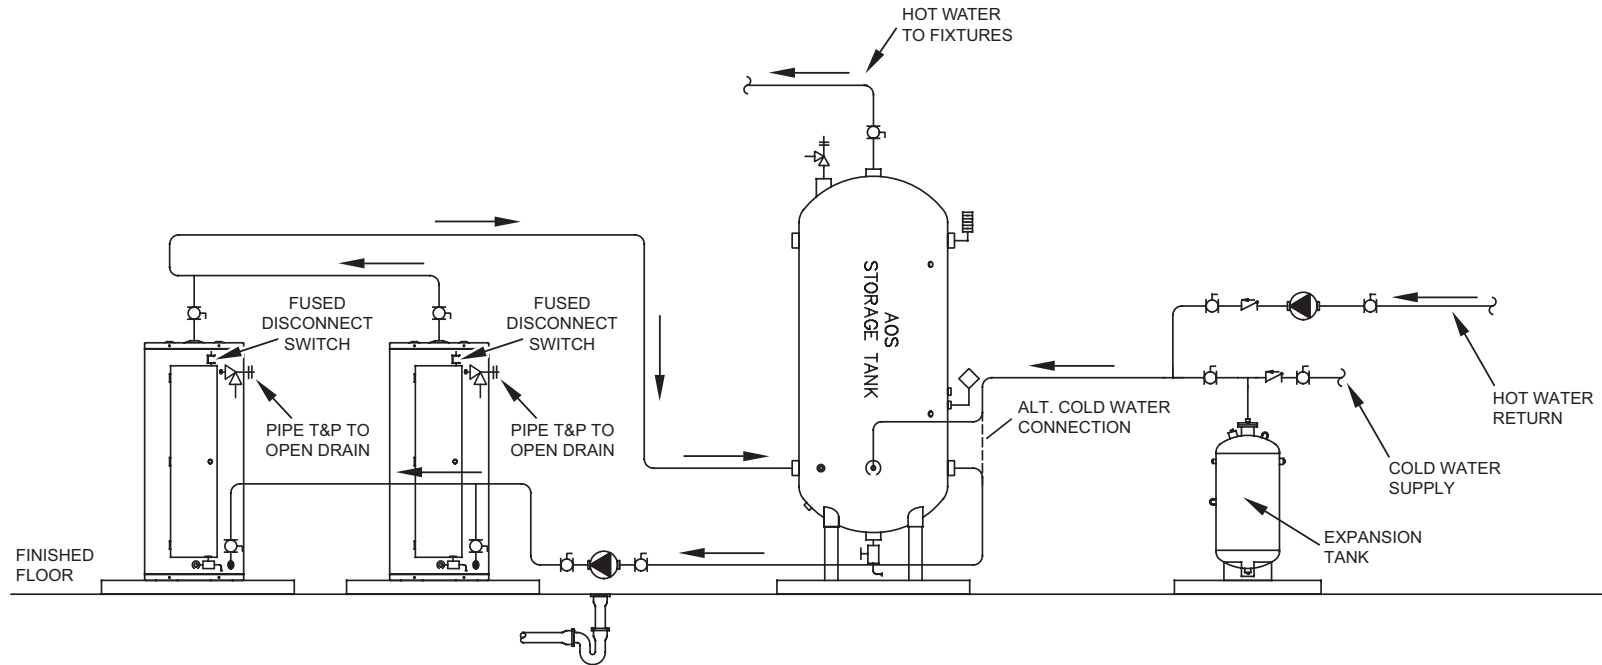 HOT WATER
TO FIXTURES
FUSED
DISCONNECT
SWITCH
FUSED
DISCONNECT
SWITCH
AOS
STORAGE TANK
HOT WATER
RETURN
PIPE T&P TO
OPEN DRAIN
PIPE T&P TO
OPEN DRAIN
ALT. COLD WATER
CONNECTION
COLD WATER
SUPPLY
EXPANSION
TANK
FINISHED
FLOOR